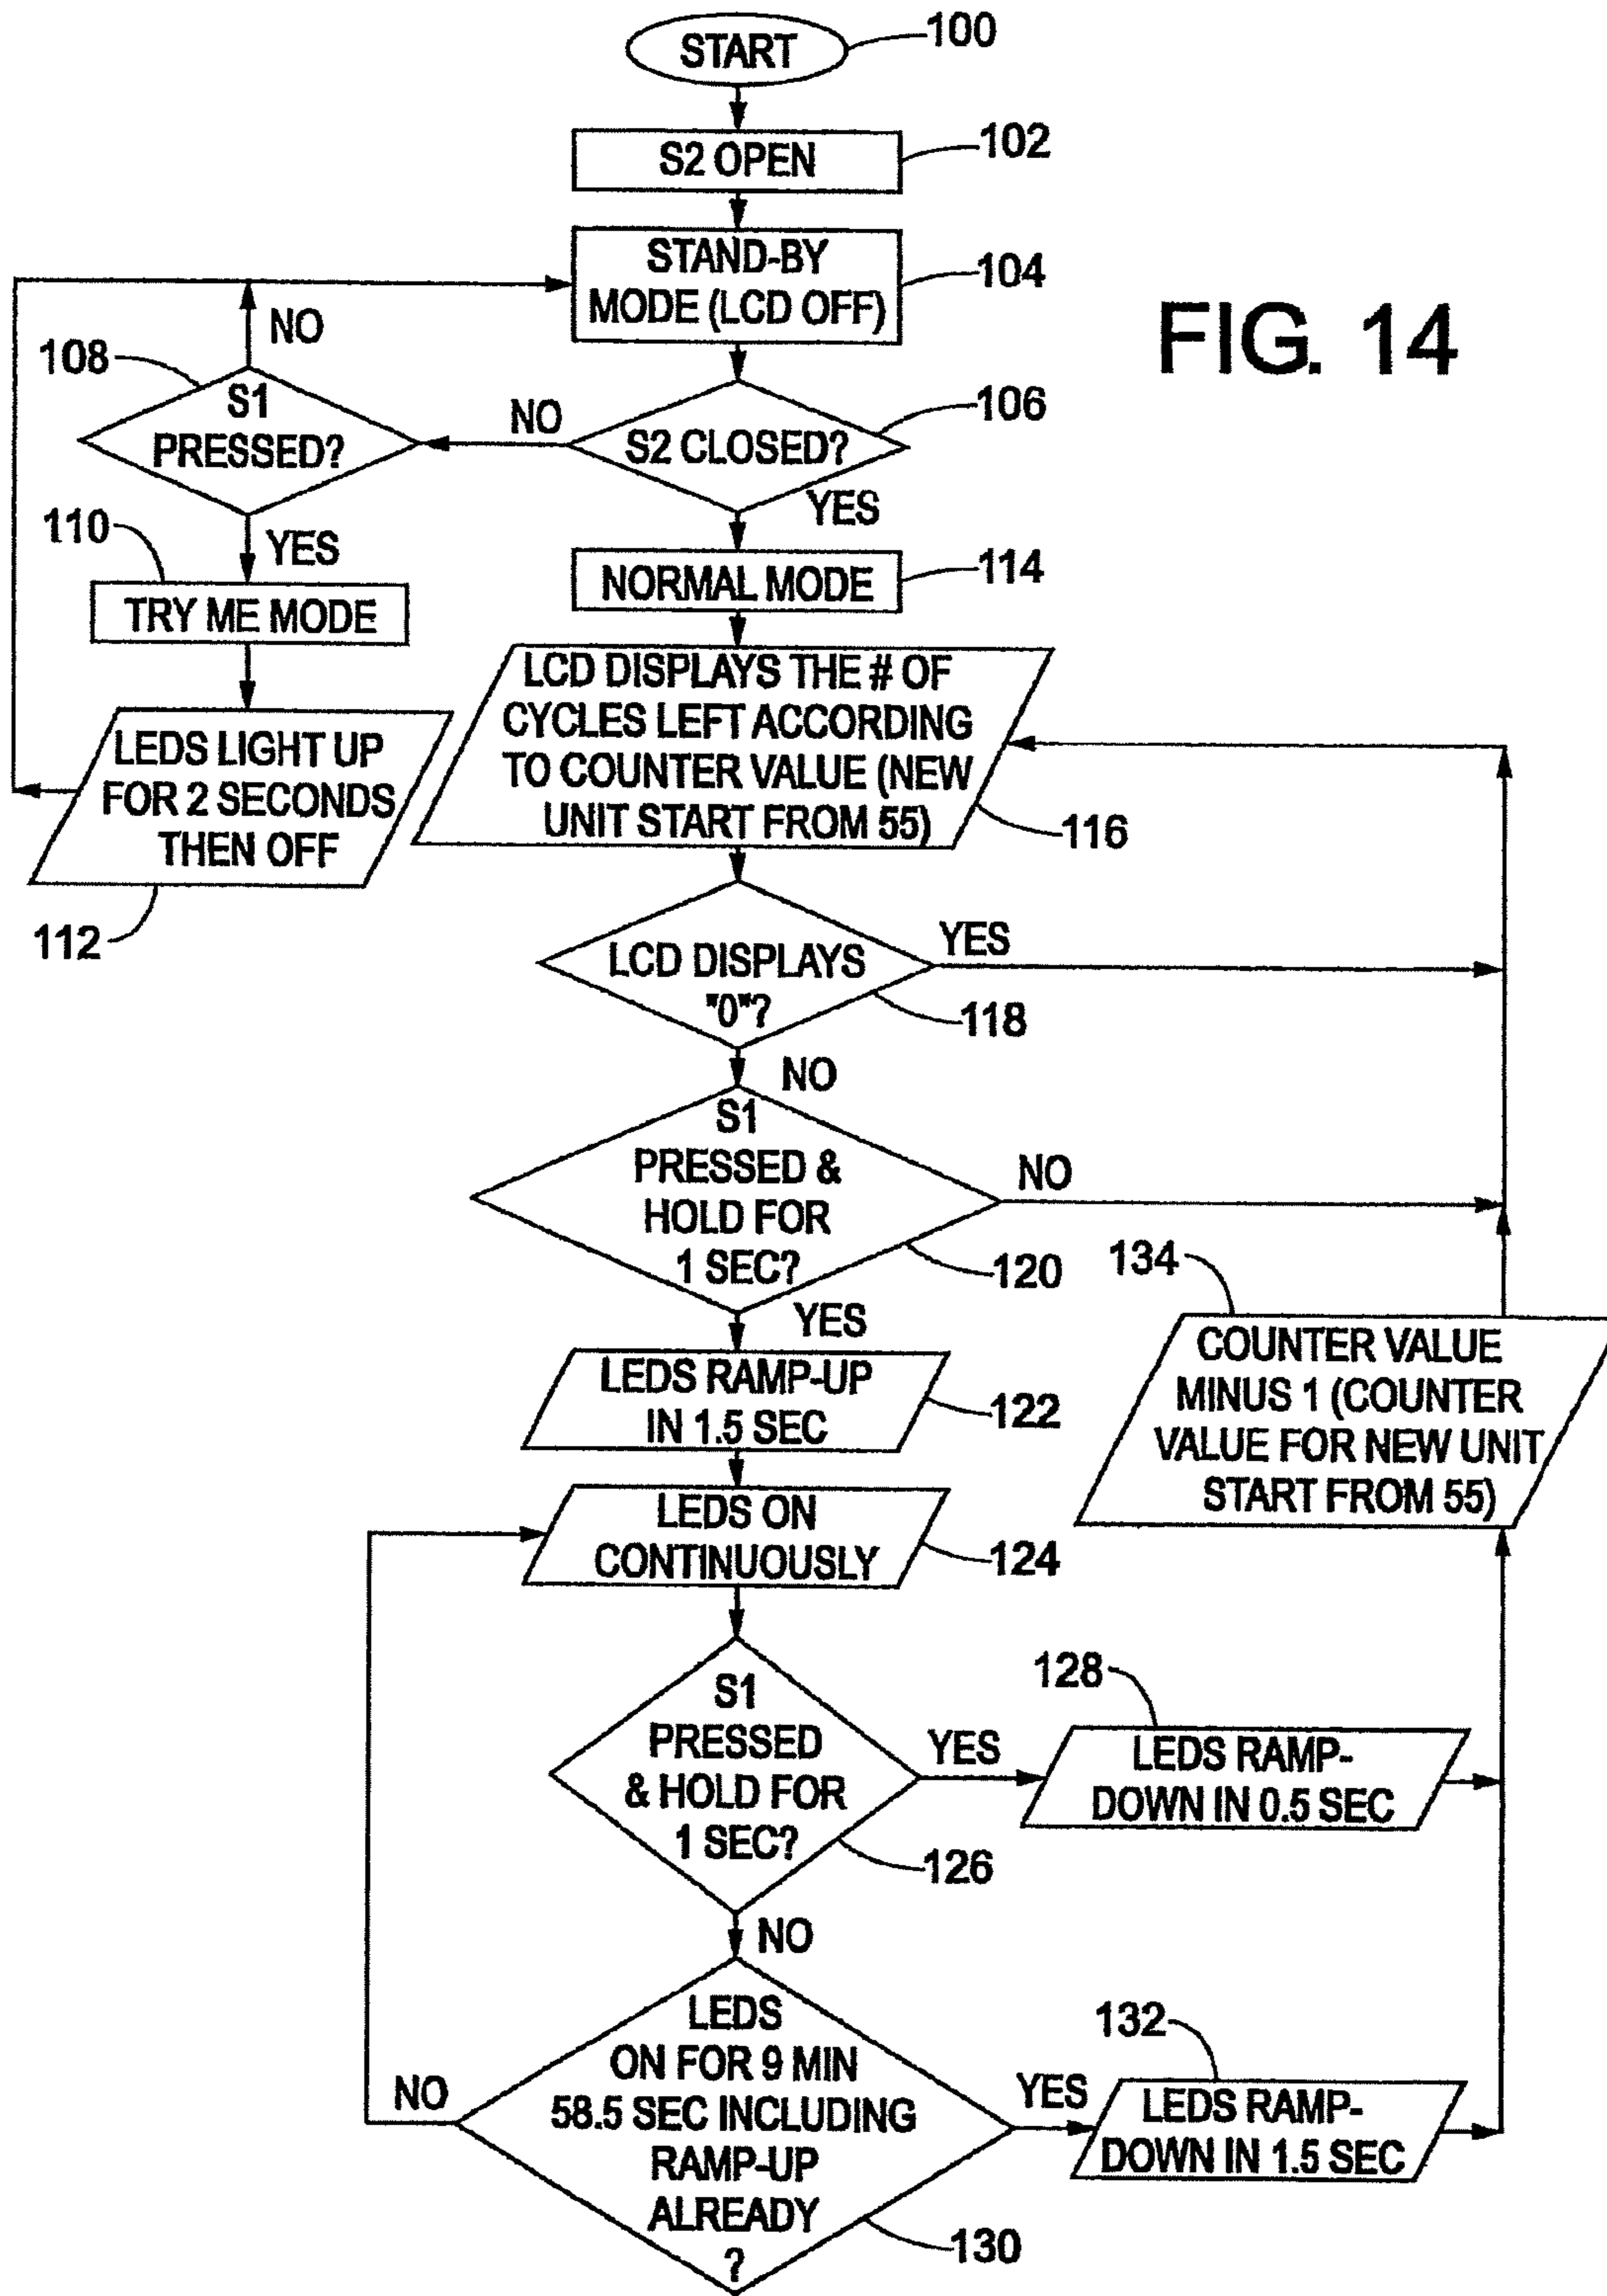 START
100
S2 OPEN
102
STAND-BY
MODE (LCD OFF)
104
FIG. 14
NO
108
S1
PRESSED?
NO
S2 CLOSED?
106
YES
110
YES
TRY ME MODE
NORMAL MODE
114
LEDS LIGHT UP
FOR 2 SECONDS
THEN OFF
112
LCD DISPLAYS THE # OF
CYCLES LEFT ACCORDING
TO COUNTER VALUE (NEW
UNIT START FROM 55)
116
LCD DISPLAYS
"0"?
YES
118
NO
S1
PRESSED &
HOLD FOR
1 SEC?
NO
120
YES
134
COUNTER VALUE
MINUS 1 (COUNTER
VALUE FOR NEW UNIT
START FROM 55)
LEDS RAMP-UP
IN 1.5 SEC
122
LEDS ON
CONTINUOUSLY
124
S1
PRESSED
& HOLD FOR
1 SEC?
YES
126
128
LEDS RAMP-
DOWN IN 0.5 SEC
NO
LEDS
ON FOR 9 MIN
58.5 SEC INCLUDING
RAMP-UP
ALREADY
?
NO
YES
130
132
LEDS RAMP-
DOWN IN 1.5 SEC